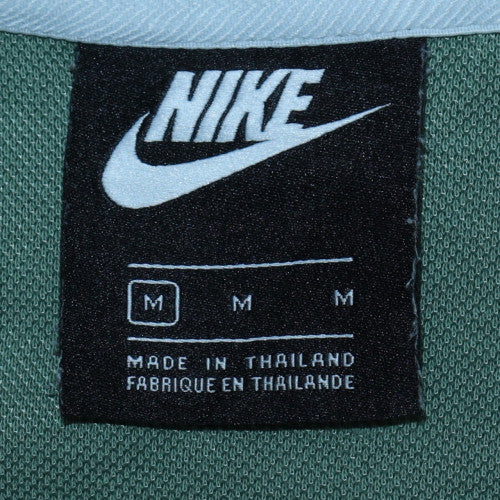 NIKE
M M M
MADE IN THAILAND
FABRIQUE EN THAILANDE